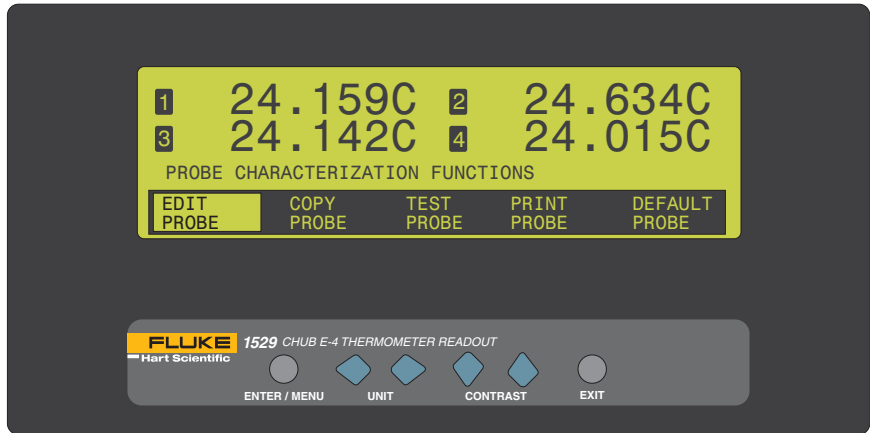 1 24.159C 2 24.634C
3 24.142C 4 24.015C
PROBE CHARACTERIZATION FUNCTIONS
EDIT PROBE COPY PROBE TEST PROBE PRINT PROBE DEFAULT PROBE
FLUKE
Hart Scientific
1529 CHUB E-4 THERMOMETER READOUT
ENTER / MENU UNIT CONTRAST EXIT